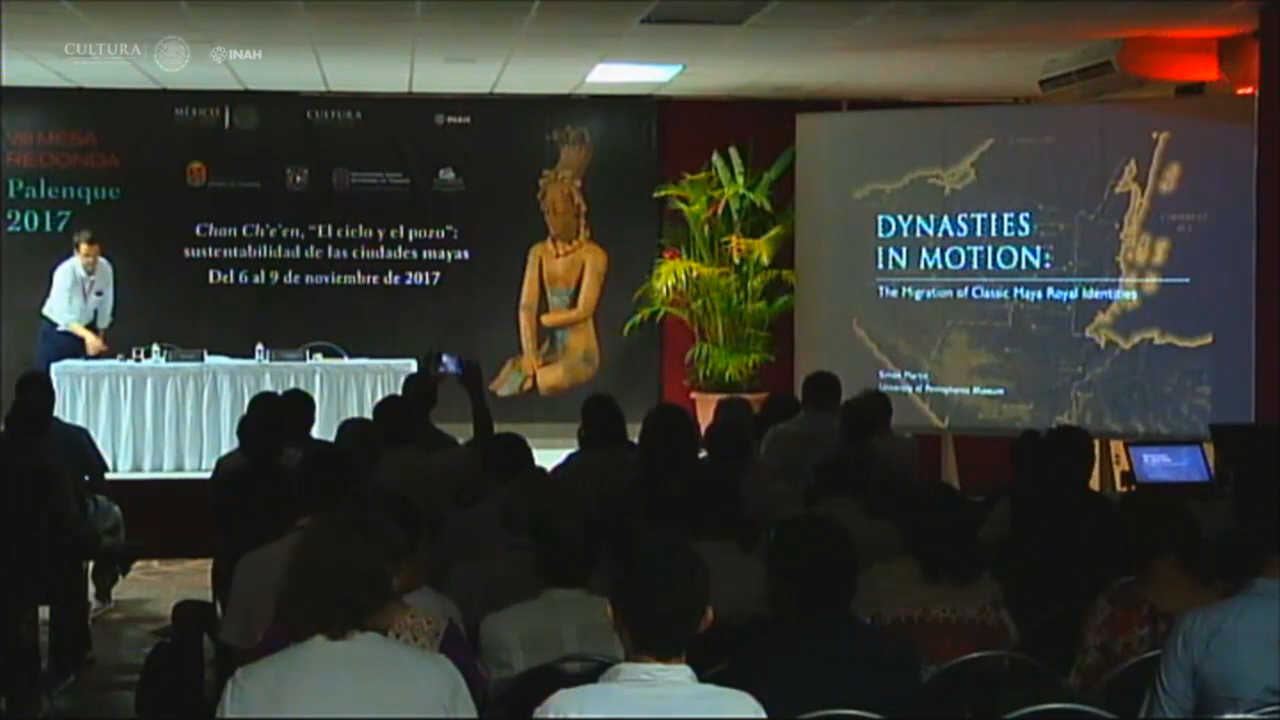 CULTURA
INAH
MÉXICO
CULTURA
INAH
VIII MESA
REDONDA
Palenque
2017
Chan Ch'e'en, "El cielo y el pozo":
sustentabilidad de las ciudades mayas
Del 6 al 9 de noviembre de 2017
DYNASTIES
IN MOTION:
The Migration of Classic Maya Royal Identities
Simon Martin
University of Pennsylvania Museum